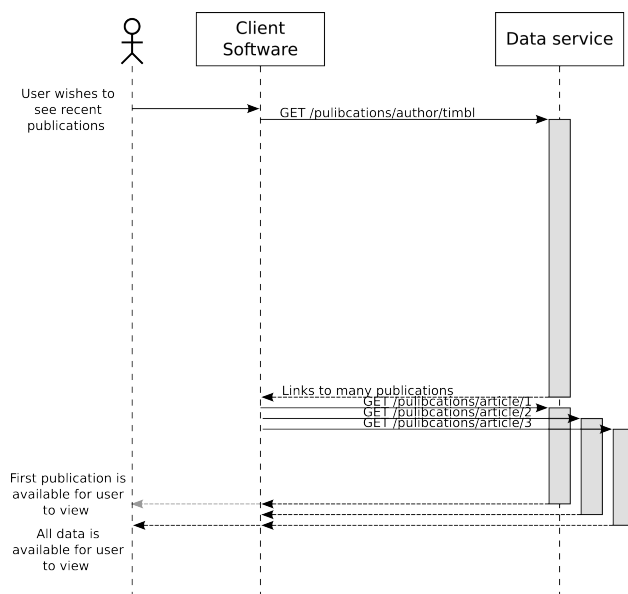 Client
Software
Data service
User wishes to
see recent
publications
GET /pulibcations/author/timbl
Links to many publications
GET /pulibcations/article/1
GET /pulibcations/article/2
GET /pulibcations/article/3
First publication is
available for user
to view
All data is
available for user
to view